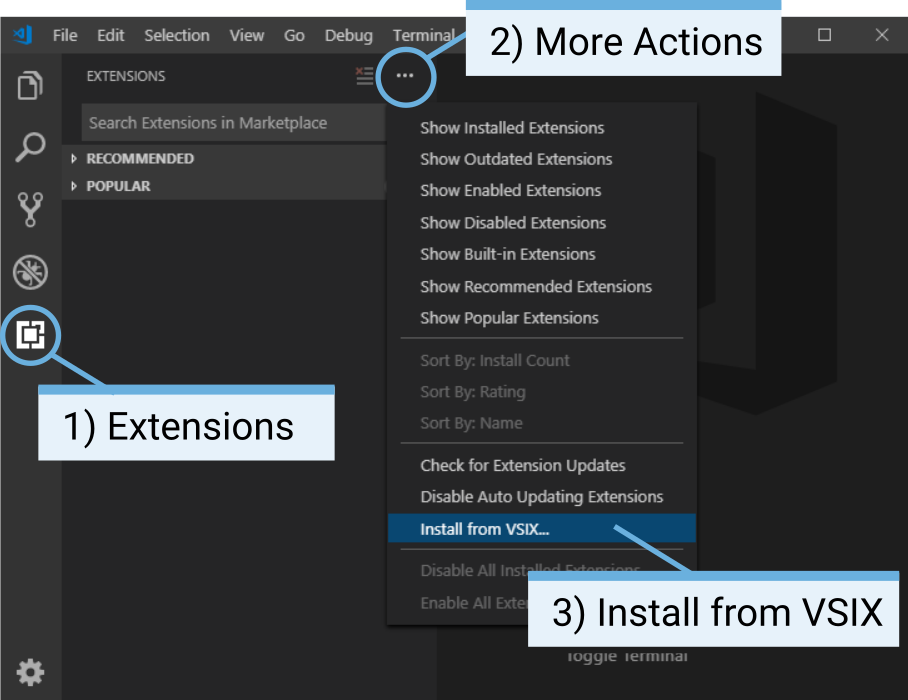 File Edit Selection View Go Debug Terminal
2) More Actions
EXTENSIONS
Search Extensions in Marketplace
RECOMMENDED
POPULAR
Show Installed Extensions
Show Outdated Extensions
Show Enabled Extensions
Show Disabled Extensions
Show Built-in Extensions
Show Recommended Extensions
Show Popular Extensions
Sort By: Install Count
Sort By: Rating
Sort By: Name
Check for Extension Updates
Disable Auto Updating Extensions
Install from VSIX...
Disable All Installed Extensions
Enable All
1) Extensions
3) Install from VSIX
Toggle Terminal